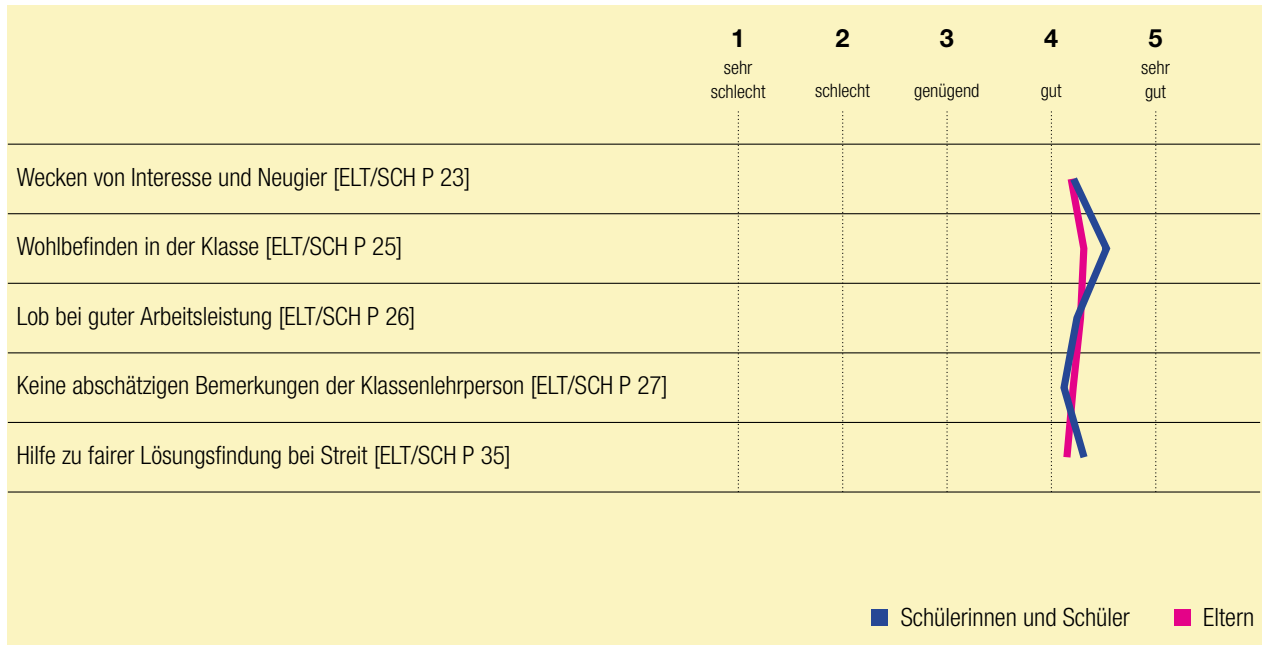 1 2 3 4 5
sehr schlecht schlecht genügend gut sehr gut
Wecken von Interesse und Neugier [ELT/SCH P 23]
Wohlbefinden in der Klasse [ELT/SCH P 25]
Lob bei guter Arbeitsleistung [ELT/SCH P 26]
Keine abschätzigen Bemerkungen der Klassenlehrperson [ELT/SCH P 27]
Hilfe zu fairer Lösungsfindung bei Streit [ELT/SCH P 35]
Schülerinnen und Schüler Eltern